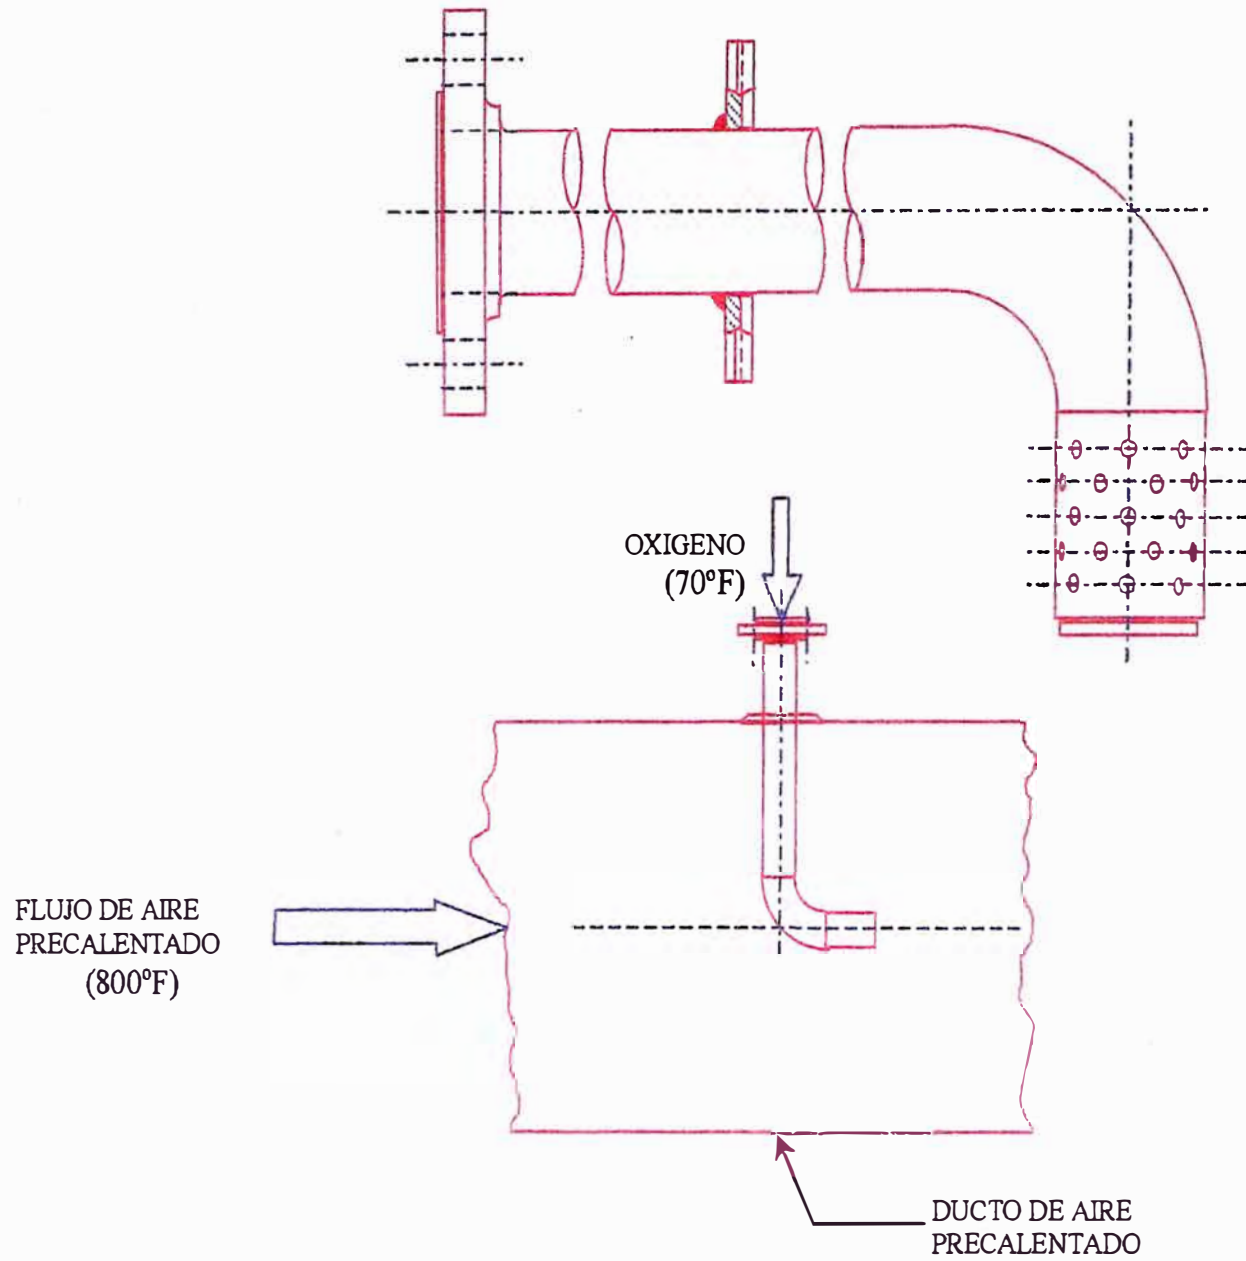 OXIGENO
(70ºF)
FLUJO DE AIRE
PRECALENTADO
(800ºF)
DUCTO DE AIRE
PRECALENTADO